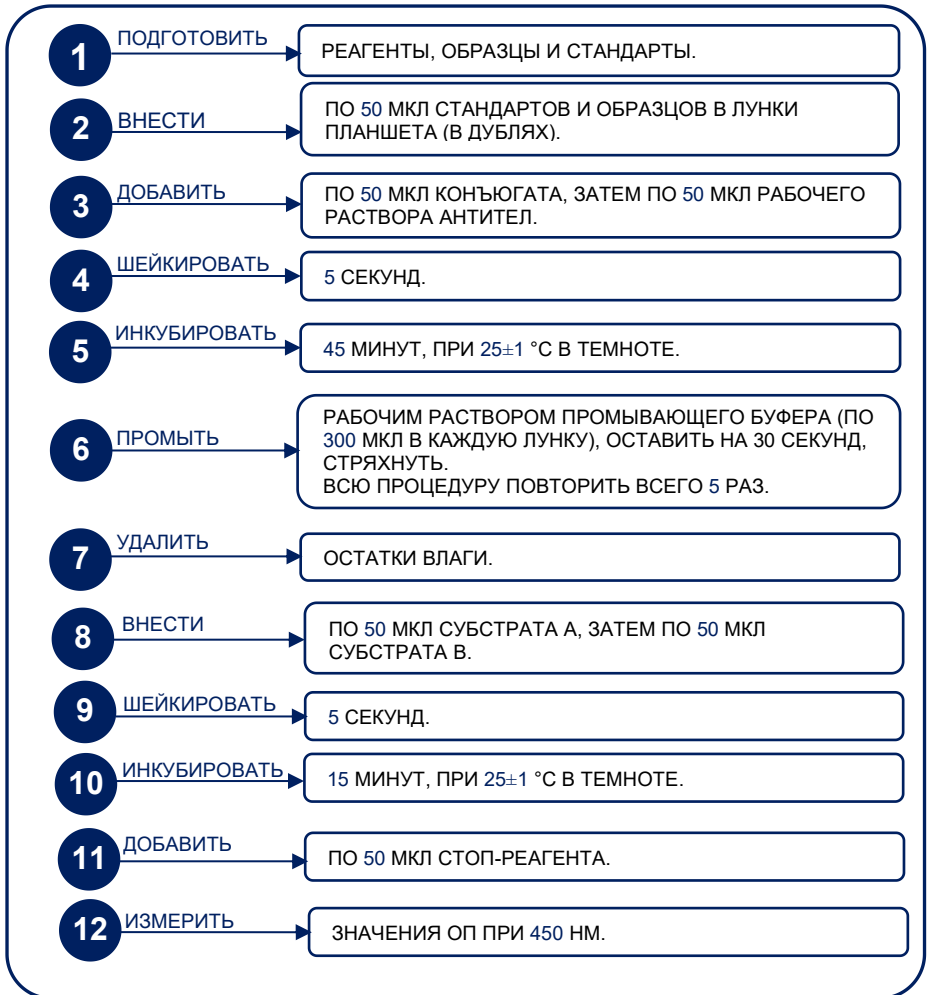 1
ПОДГОТОВИТЬ
РЕАГЕНТЫ, ОБРАЗЦЫ И СТАНДАРТЫ.
2
ВНЕСТИ
ПО 50 МКЛ СТАНДАРТОВ И ОБРАЗЦОВ В ЛУНКИ
ПЛАНШЕТА (В ДУБЛЯХ).
3
ДОБАВИТЬ
ПО 50 МКЛ КОНЪЮГАТА, ЗАТЕМ ПО 50 МКЛ РАБОЧЕГО
РАСТВОРА АНТИТЕЛ.
4
ШЕЙКИРОВАТЬ
5 СЕКУНД.
5
ИНКУБИРОВАТЬ
45 МИНУТ, ПРИ 25±1 °C В ТЕМНОТЕ.
6
ПРОМЫТЬ
РАБОЧИМ РАСТВОРОМ ПРОМЫВАЮЩЕГО БУФЕРА (ПО
300 МКЛ В КАЖДУЮ ЛУНКУ), ОСТАВИТЬ НА 30 СЕКУНД,
СТРЯХНУТЬ.
ВСЮ ПРОЦЕДУРУ ПОВТОРИТЬ ВСЕГО 5 РАЗ.
7
УДАЛИТЬ
ОСТАТКИ ВЛАГИ.
8
ВНЕСТИ
ПО 50 МКЛ СУБСТРАТА А, ЗАТЕМ ПО 50 МКЛ
СУБСТРАТА В.
9
ШЕЙКИРОВАТЬ
5 СЕКУНД.
10
ИНКУБИРОВАТЬ
15 МИНУТ, ПРИ 25±1 °C В ТЕМНОТЕ.
11
ДОБАВИТЬ
ПО 50 МКЛ СТОП-РЕАГЕНТА.
12
ИЗМЕРИТЬ
ЗНАЧЕНИЯ ОП ПРИ 450 НМ.